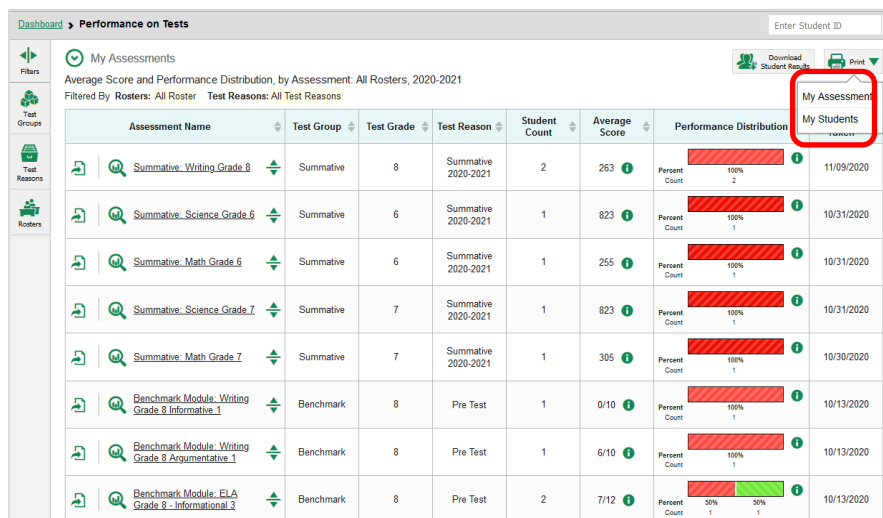 Dashboard > Performance on Tests
Enter Student ID
Filters
Test Groups
Test Reasons
Rosters
My Assessments
Average Score and Performance Distribution, by Assessment: All Rosters, 2020-2021
Filtered By Rosters: All Roster Test Reasons: All Test Reasons
Download Student Results
Print
My Assessment
My Students
Assessment Name Test Group Test Grade Test Reason Student Count Average Score Performance Distribution Taken
Summative: Writing Grade 8 Summative 8 Summative 2020-2021 2 263 Percent 100% Count 2 11/09/2020
Summative: Science Grade 6 Summative 6 Summative 2020-2021 1 823 Percent 100% Count 1 10/31/2020
Summative: Math Grade 6 Summative 6 Summative 2020-2021 1 255 Percent 100% Count 1 10/31/2020
Summative: Science Grade 7 Summative 7 Summative 2020-2021 1 823 Percent 100% Count 1 10/31/2020
Summative: Math Grade 7 Summative 7 Summative 2020-2021 1 305 Percent 100% Count 1 10/30/2020
Benchmark Module: Writing Grade 8 Informative 1 Benchmark 8 Pre Test 1 0/10 Percent 100% Count 1 10/13/2020
Benchmark Module: Writing Grade 8 Argumentative 1 Benchmark 8 Pre Test 1 6/10 Percent 100% Count 1 10/13/2020
Benchmark Module: ELA Grade 8 - Informational 3 Benchmark 8 Pre Test 2 7/12 Percent 50% 50% Count 1 1 10/13/2020